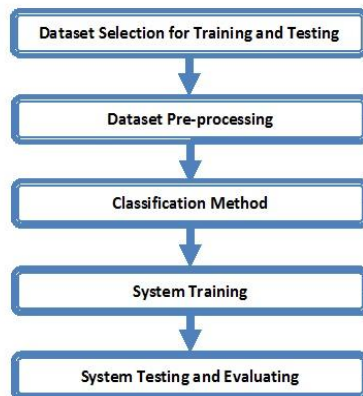 Dataset Selection for Training and Testing
Dataset Pre-processing
Classification Method
System Training
System Testing and Evaluating